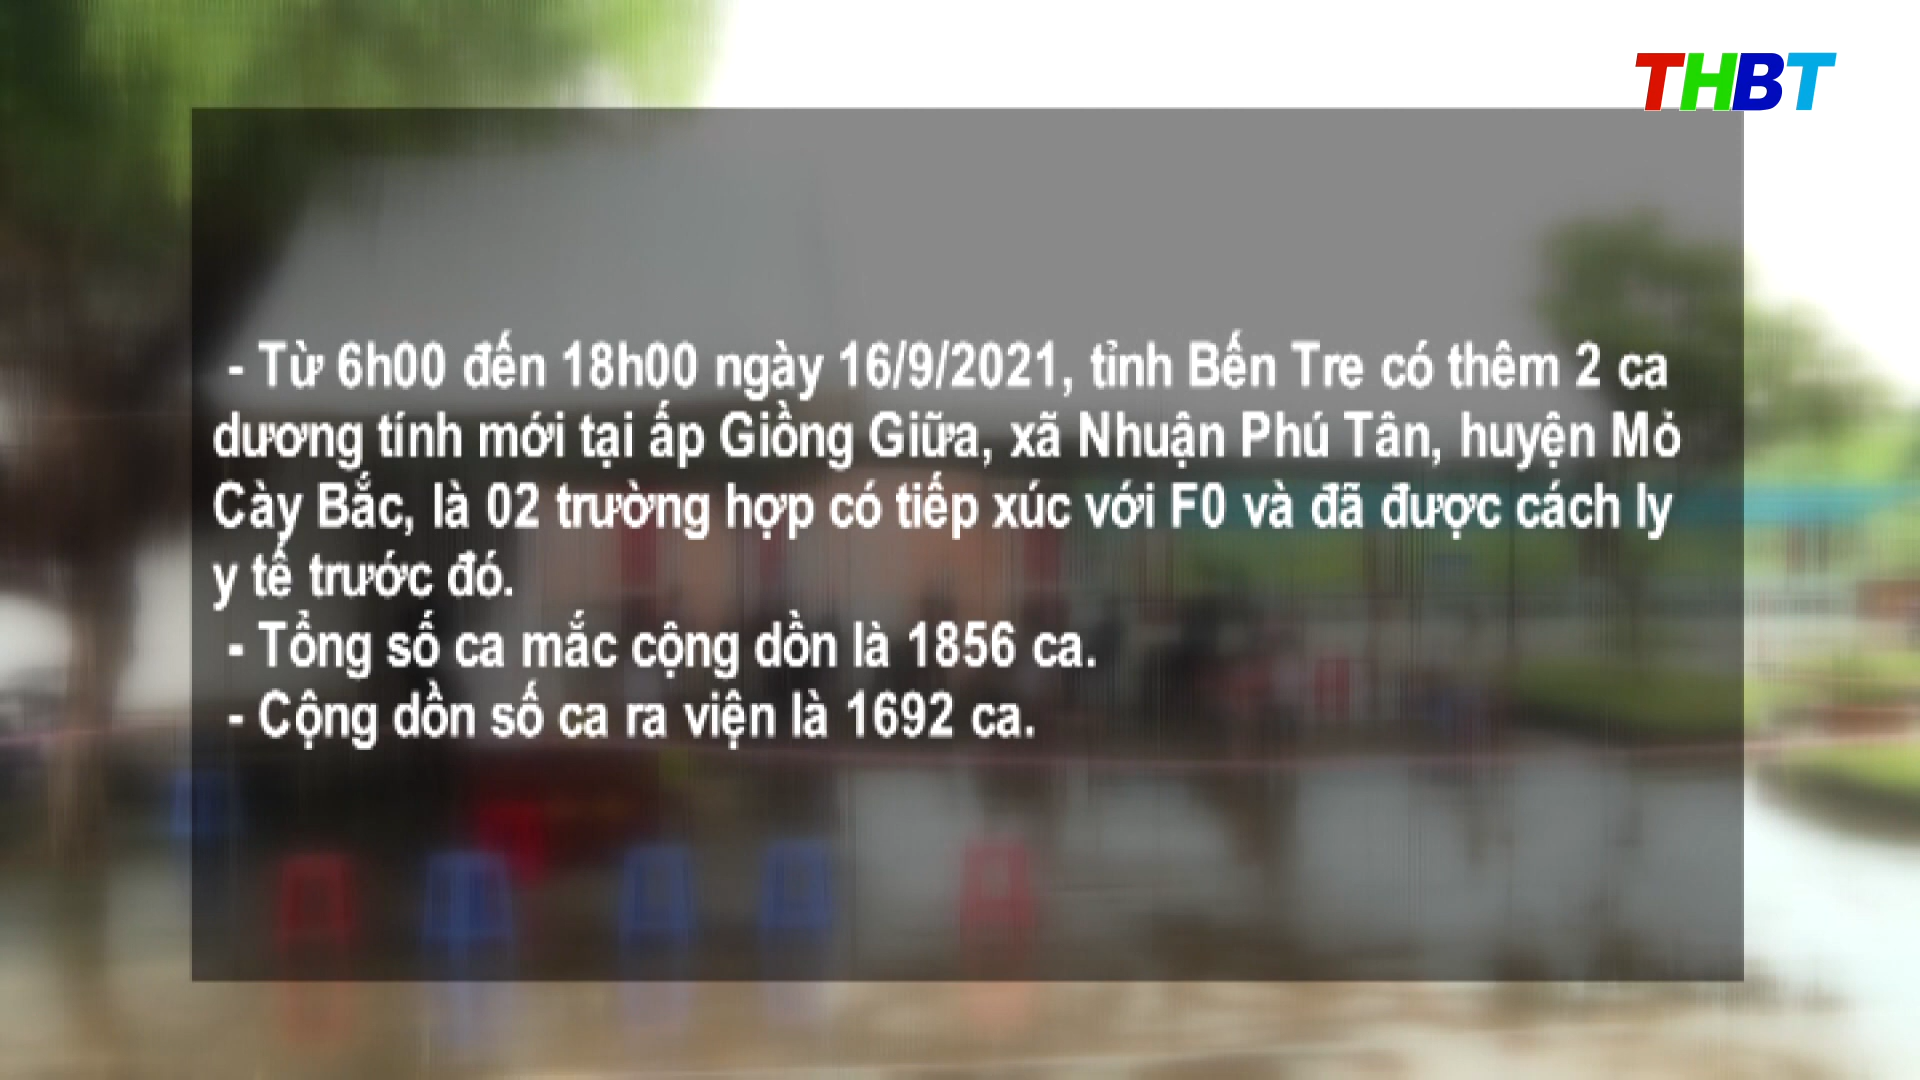 THBT
- Từ 6h00 đến 18h00 ngày 16/9/2021, tỉnh Bến Tre có thêm 2 ca
dương tính mới tại ấp Giồng Giữa, xã Nhuận Phú Tân, huyện Mỏ
Cày Bắc, là 02 trường hợp có tiếp xúc với F0 và đã được cách ly
y tế trước đó.
- Tổng số ca mắc cộng dồn là 1856 ca.
- Cộng dồn số ca ra viện là 1692 ca.